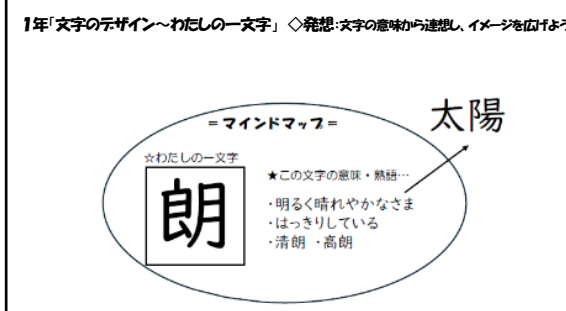 1年「文字のデザイン～わたしの一文字」 ◇発想:文字の意味から連想し、イメージを広げよう
太陽
＝マインドマップ＝
☆わたしの一文字
朗
★この文字の意味・熟語…
・明るく晴れやかなさま
・はっきりしている
・清朗 ・高朗